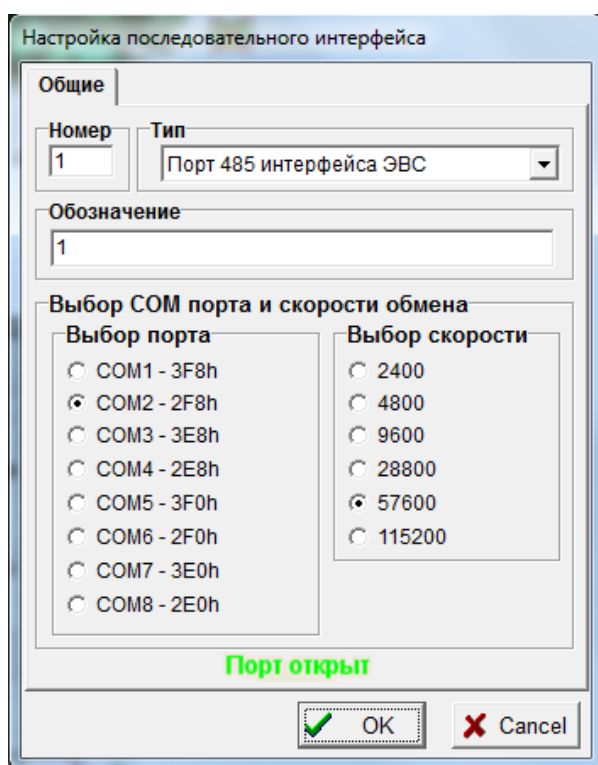 Настройка последовательного интерфейса
Общие
Номер Тип
1 Порт 485 интерфейса ЭВС
Обозначение
1
Выбор COM порта и скорости обмена
Выбор порта Выбор скорости
COM1 - 3F8h 2400
COM2 - 2F8h 4800
COM3 - 3E8h 9600
COM4 - 2E8h 28800
COM5 - 3F0h 57600
COM6 - 2F0h 115200
COM7 - 3E0h
COM8 - 2E0h
Порт открыт
OK Cancel